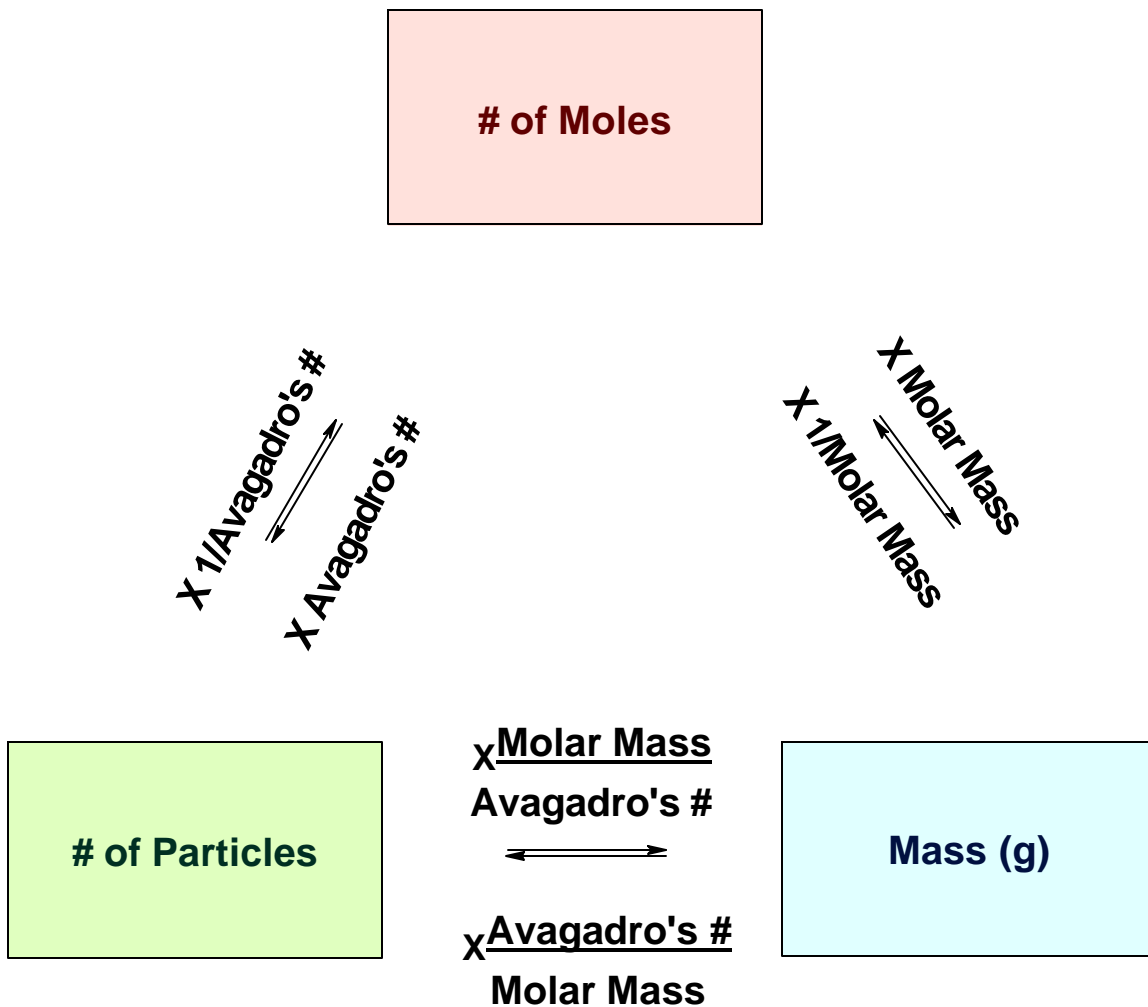 # of Moles
X 1/Avagadro's #
X Avagadro's #
X 1/Molar Mass
X Molar Mass
# of Particles
X Molar Mass
Avagadro's #
X Avagadro's #
Molar Mass
Mass (g)